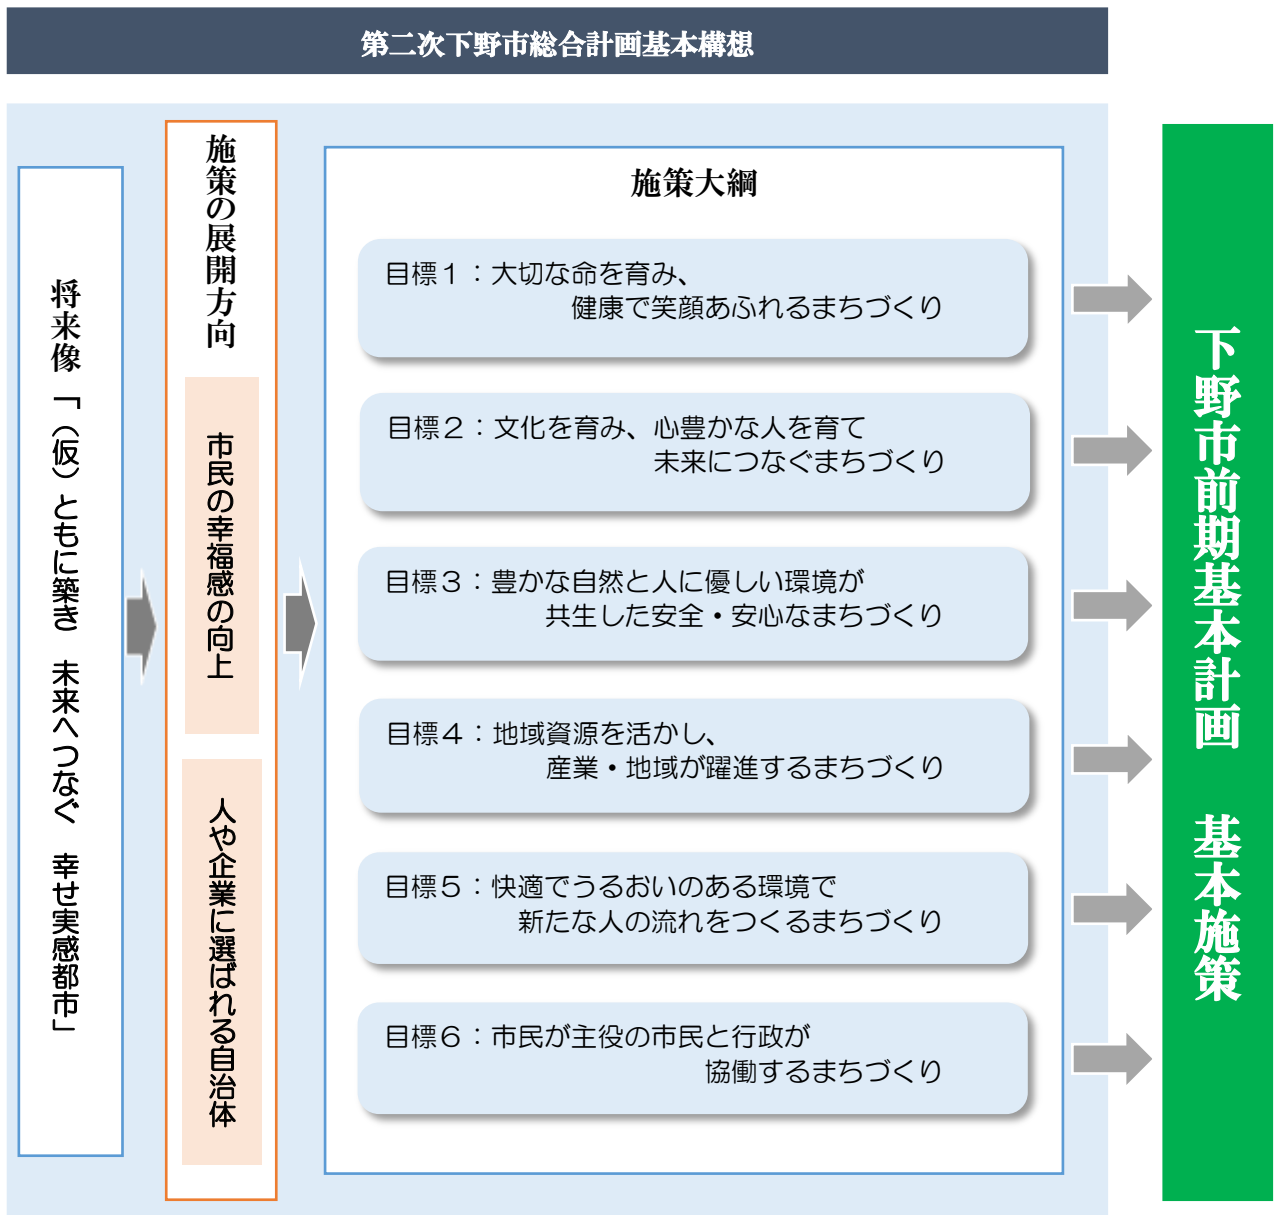 第二次下野市総合計画基本構想
将来像「（仮）ともに築き　未来へつなぐ　幸せ実感都市」
施策の展開方向
市民の幸福感の向上
人や企業に選ばれる自治体
施策大綱
目標１：大切な命を育み、
健康で笑顔あふれるまちづくり
目標２：文化を育み、心豊かな人を育て
未来につなぐまちづくり
目標３：豊かな自然と人に優しい環境が
共生した安全・安心なまちづくり
目標４：地域資源を活かし、
産業・地域が躍進するまちづくり
目標５：快適でうるおいのある環境で
新たな人の流れをつくるまちづくり
目標６：市民が主役の市民と行政が
協働するまちづくり
下野市前期基本計画　基本施策